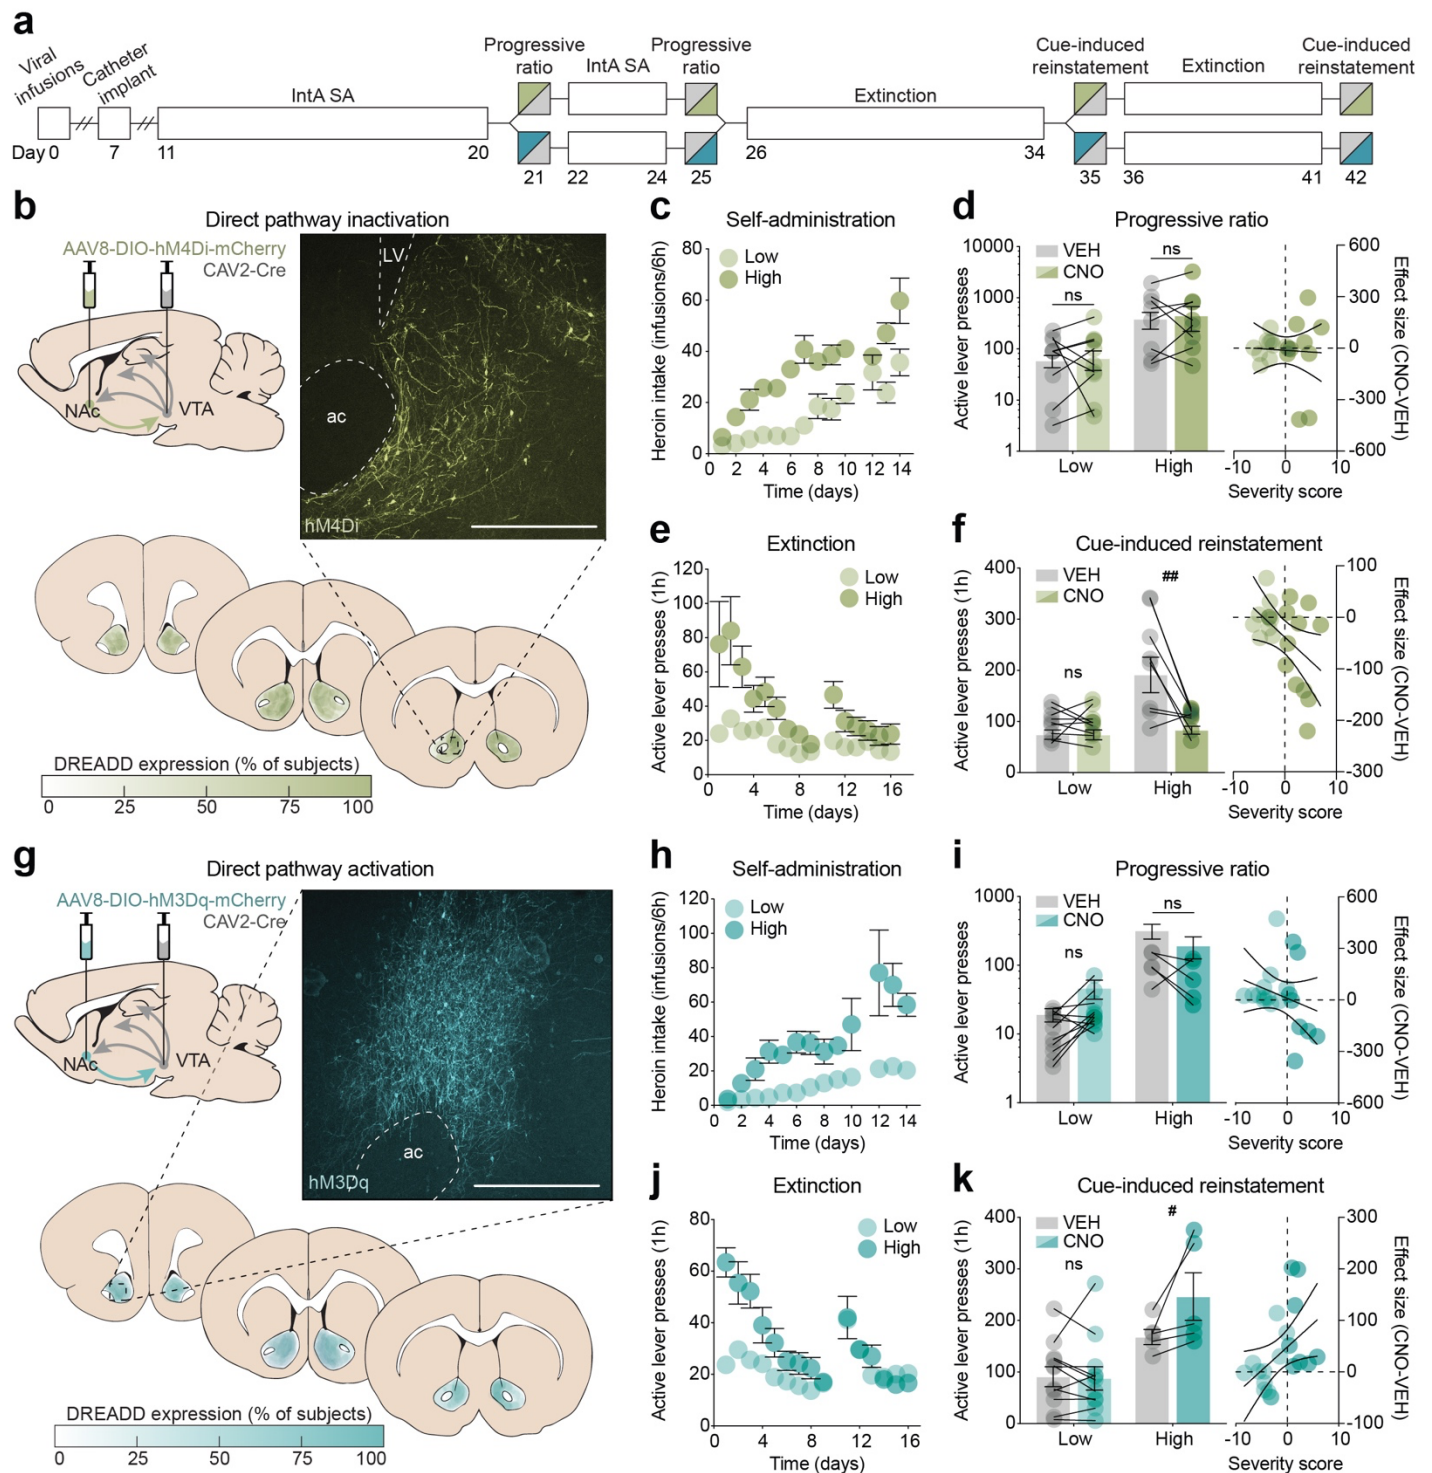 a
Viral
infusions
Catheter
implant
IntA SA
Progressive
ratio
IntA SA
Progressive
ratio
Extinction
Cue-induced
reinstatement
Extinction
Cue-induced
reinstatement
Day 0 7 11 20 21 22 24 25 26 34 35 36 41 42
b
Direct pathway inactivation
AAV8-DIO-hM4Di-mCherry
CAV2-Cre
NAc VTA
LV
ac
hM4Di
DREADD expression (% of subjects)
0 25 50 75 100
c
Self-administration
Low
High
Heroin intake (infusions/6h)
80
60
40
20
0
0 2 4 6 8 10 12 14
Time (days)
d
Progressive ratio
VEH
CNO
ns
ns
Active lever presses
10000
1000
100
10
1
Low High
600
300
0
-300
-600
Effect size (CNO-VEH)
-10 0 10
Severity score
e
Extinction
Low
High
Active lever presses (1h)
120
100
80
60
40
20
0
0 4 8 12 16
Time (days)
f
Cue-induced reinstatement
VEH
CNO
ns
##
Active lever presses (1h)
400
300
200
100
0
Low High
100
0
-100
-200
-300
Effect size (CNO-VEH)
-10 0 10
Severity score
g
Direct pathway activation
AAV8-DIO-hM3Dq-mCherry
CAV2-Cre
NAc VTA
ac
hM3Dq
DREADD expression (% of subjects)
0 25 50 75 100
h
Self-administration
Low
High
Heroin intake (infusions/6h)
120
100
80
60
40
20
0
0 2 4 6 8 10 12 14
Time (days)
i
Progressive ratio
VEH
CNO
ns
ns
Active lever presses
1000
100
10
1
Low High
600
300
0
-300
-600
Effect size (CNO-VEH)
-10 0 10
Severity score
j
Extinction
Low
High
Active lever presses (1h)
80
60
40
20
0
0 4 8 12 16
Time (days)
k
Cue-induced reinstatement
VEH
CNO
ns
#
Active lever presses (1h)
400
300
200
100
0
Low High
300
200
100
0
-100
Effect size (CNO-VEH)
-10 0 10
Severity score